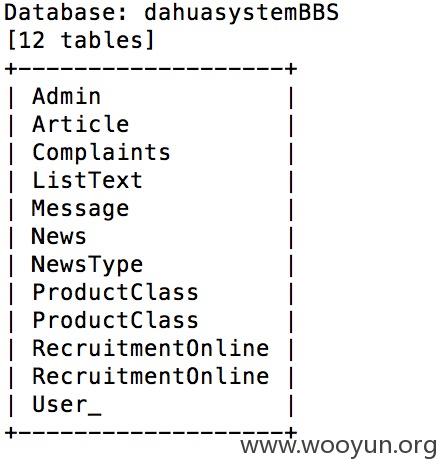 Database: dahuasystemBBS
[12 tables]
+--------------------+
| Admin              |
| Article            |
| Complaints         |
| ListText           |
| Message            |
| News               |
| NewsType           |
| ProductClass       |
| ProductClass       |
| RecruitmentOnline  |
| RecruitmentOnline  |
| User_              |
+--------------------+
www.wooyun.org